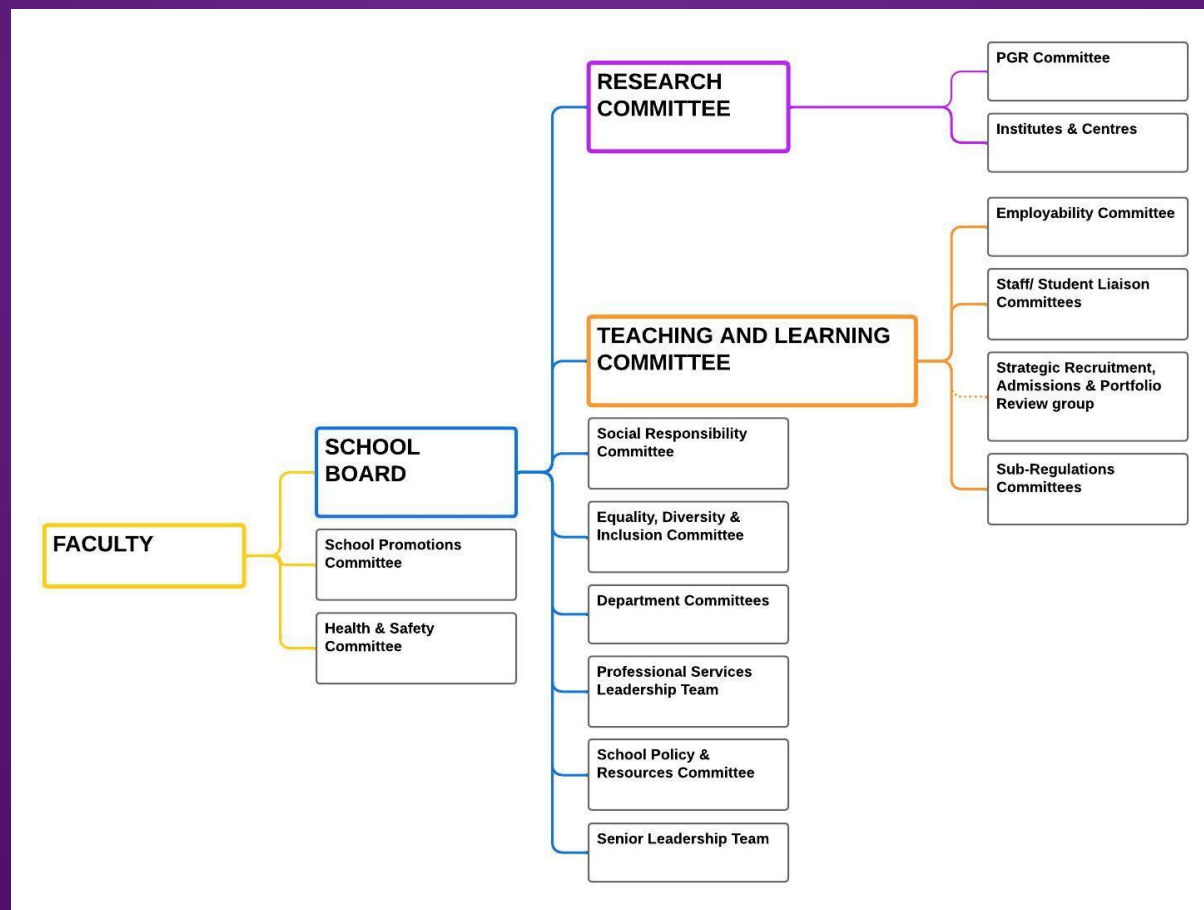 FACULTY
SCHOOL
BOARD
School Promotions
Committee
Health & Safety
Committee
RESEARCH
COMMITTEE
TEACHING AND LEARNING
COMMITTEE
Social Responsibility
Committee
Equality, Diversity &
Inclusion Committee
Department Committees
Professional Services
Leadership Team
School Policy &
Resources Committee
Senior Leadership Team
PGR Committee
Institutes & Centres
Employability Committee
Staff/ Student Liaison
Committees
Strategic Recruitment,
Admissions & Portfolio
Review group
Sub-Regulations
Committees